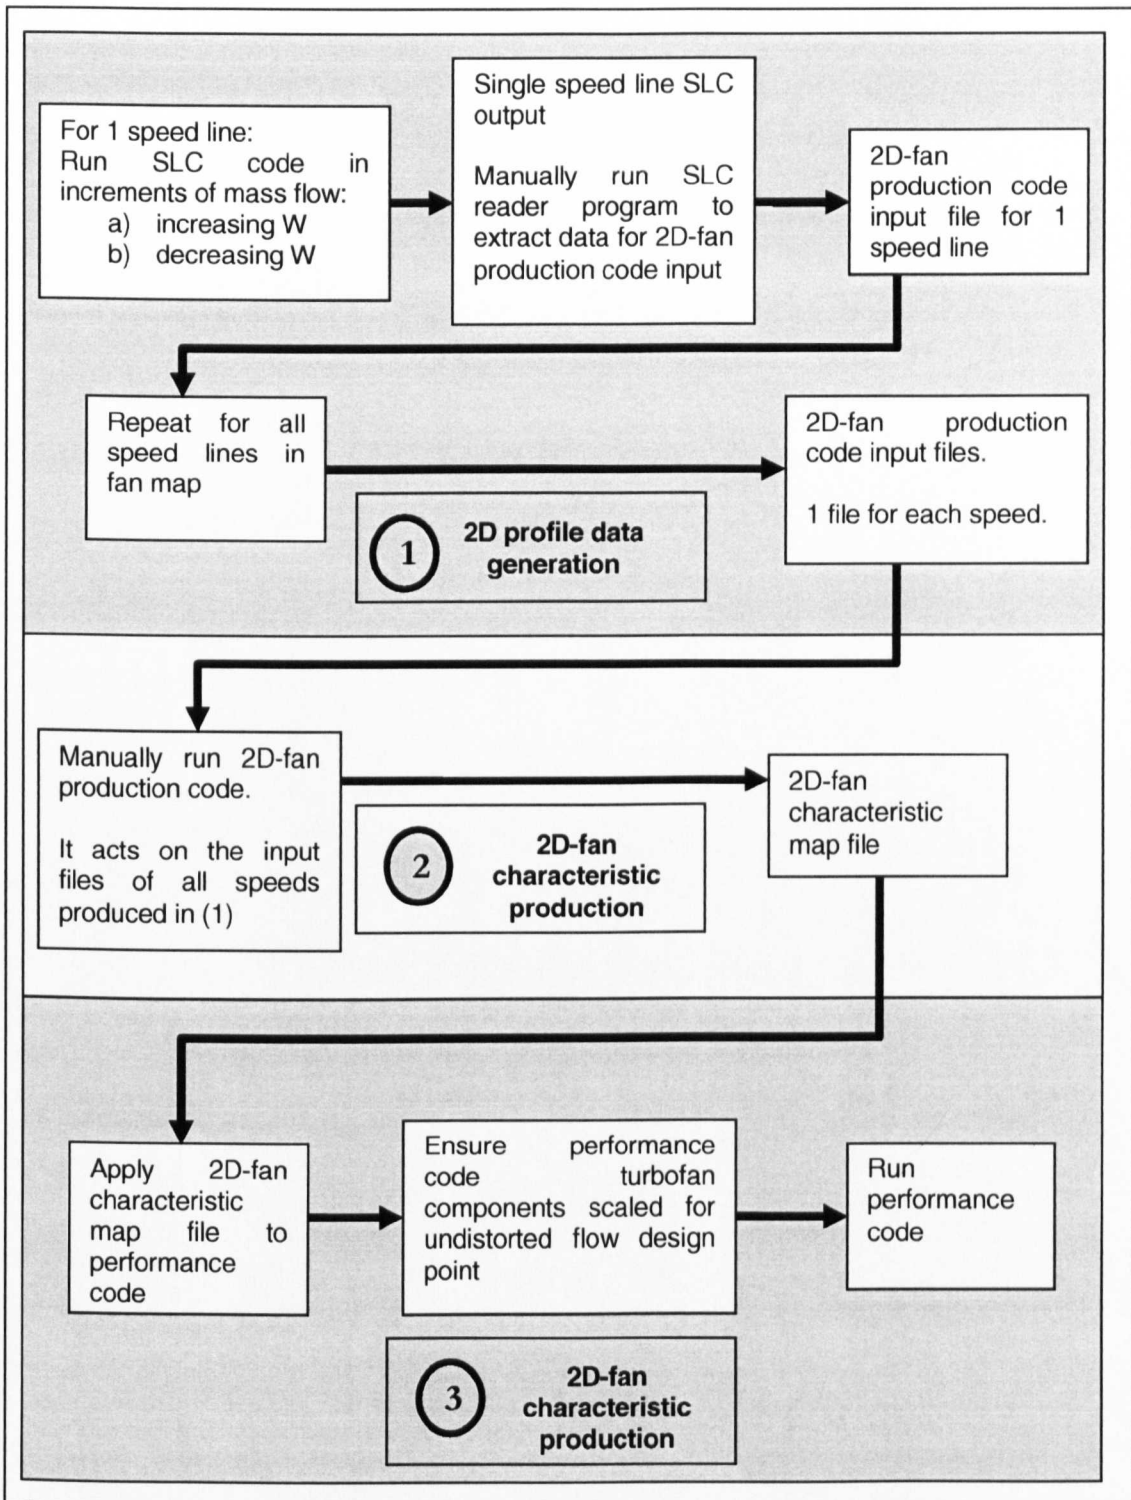 For 1 speed line:
Run SLC code in
increments of mass flow:
a) increasing W
b) decreasing W
Single speed line SLC
output
Manually run SLC
reader program to
extract data for 2D-fan
production code input
2D-fan
production code
input file for 1
speed line
Repeat for all
speed lines in
fan map
2D-fan production
code input files.
1 file for each speed.
1
2D profile data
generation
Manually run 2D-fan
production code.
It acts on the input
files of all speeds
produced in (1)
2D-fan
characteristic
map file
2
2D-fan
characteristic
production
Apply 2D-fan
characteristic
map file to
performance
code
Ensure performance
code turbofan
components scaled for
undistorted flow design
point
Run
performance
code
3
2D-fan
characteristic
production